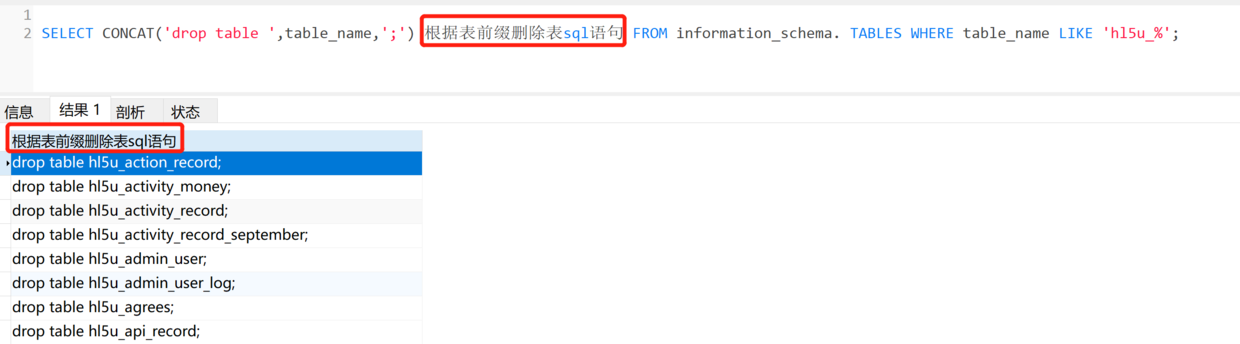 1
2 SELECT CONCAT('drop table ',table_name,';') 根据表前缀删除表sql语句 FROM information_schema. TABLES WHERE table_name LIKE 'hl5u_%';
信息 结果 1 剖析 状态
根据表前缀删除表sql语句
drop table hl5u_action_record;
drop table hl5u_activity_money;
drop table hl5u_activity_record;
drop table hl5u_activity_record_september;
drop table hl5u_admin_user;
drop table hl5u_admin_user_log;
drop table hl5u_agrees;
drop table hl5u_api_record;